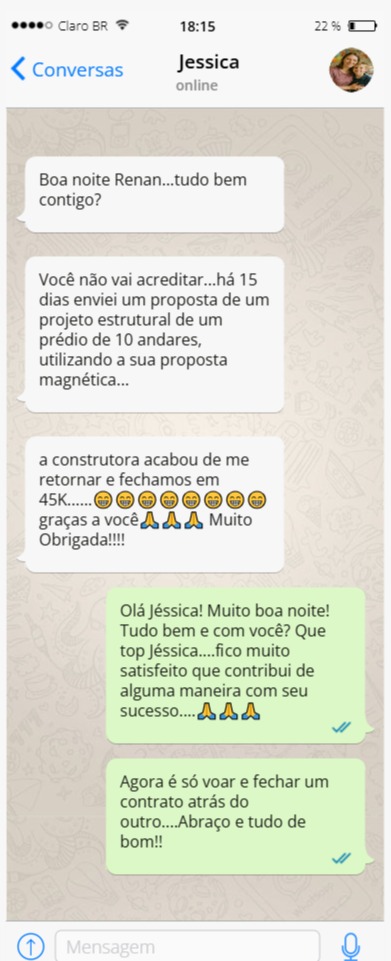 Claro BR 18:15 22 %
Conversas Jessica
online
Boa noite Renan...tudo bem
contigo?
Você não vai acreditar...há 15
dias enviei um proposta de um
projeto estrutural de um
prédio de 10 andares,
utilizando a sua proposta
magnética...
a construtora acabou de me
retornar e fechamos em
45K......😁😁😁😁😁😁😁😁
graças a você🙏🙏🙏 Muito
Obrigada!!!!
Olá Jéssica! Muito boa noite!
Tudo bem e com você? Que
top Jéssica....fico muito
satisfeito que contribui de
alguma maneira com seu
sucesso....🙏🙏🙏
Agora é só voar e fechar um
contrato atrás do
outro....Abraço e tudo de
bom!!
Mensagem